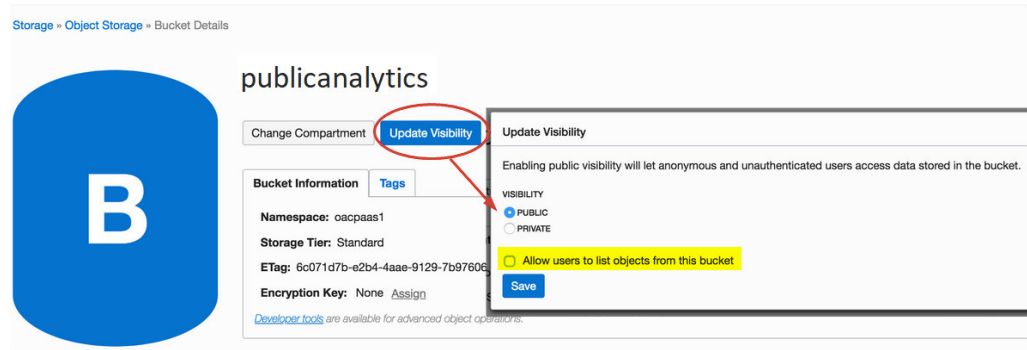 Storage » Object Storage » Bucket Details
B
publicanalytics
Change Compartment
Update Visibility
Bucket Information
Tags
Namespace: oacpaas1
Storage Tier: Standard
ETag: 6c071d7b-e2b4-4aae-9129-7b97606
Encryption Key: None Assign
Developer tools are available for advanced object operations.
Update Visibility
Enabling public visibility will let anonymous and unauthenticated users access data stored in the bucket.
VISIBILITY
PUBLIC
PRIVATE
Allow users to list objects from this bucket
Save